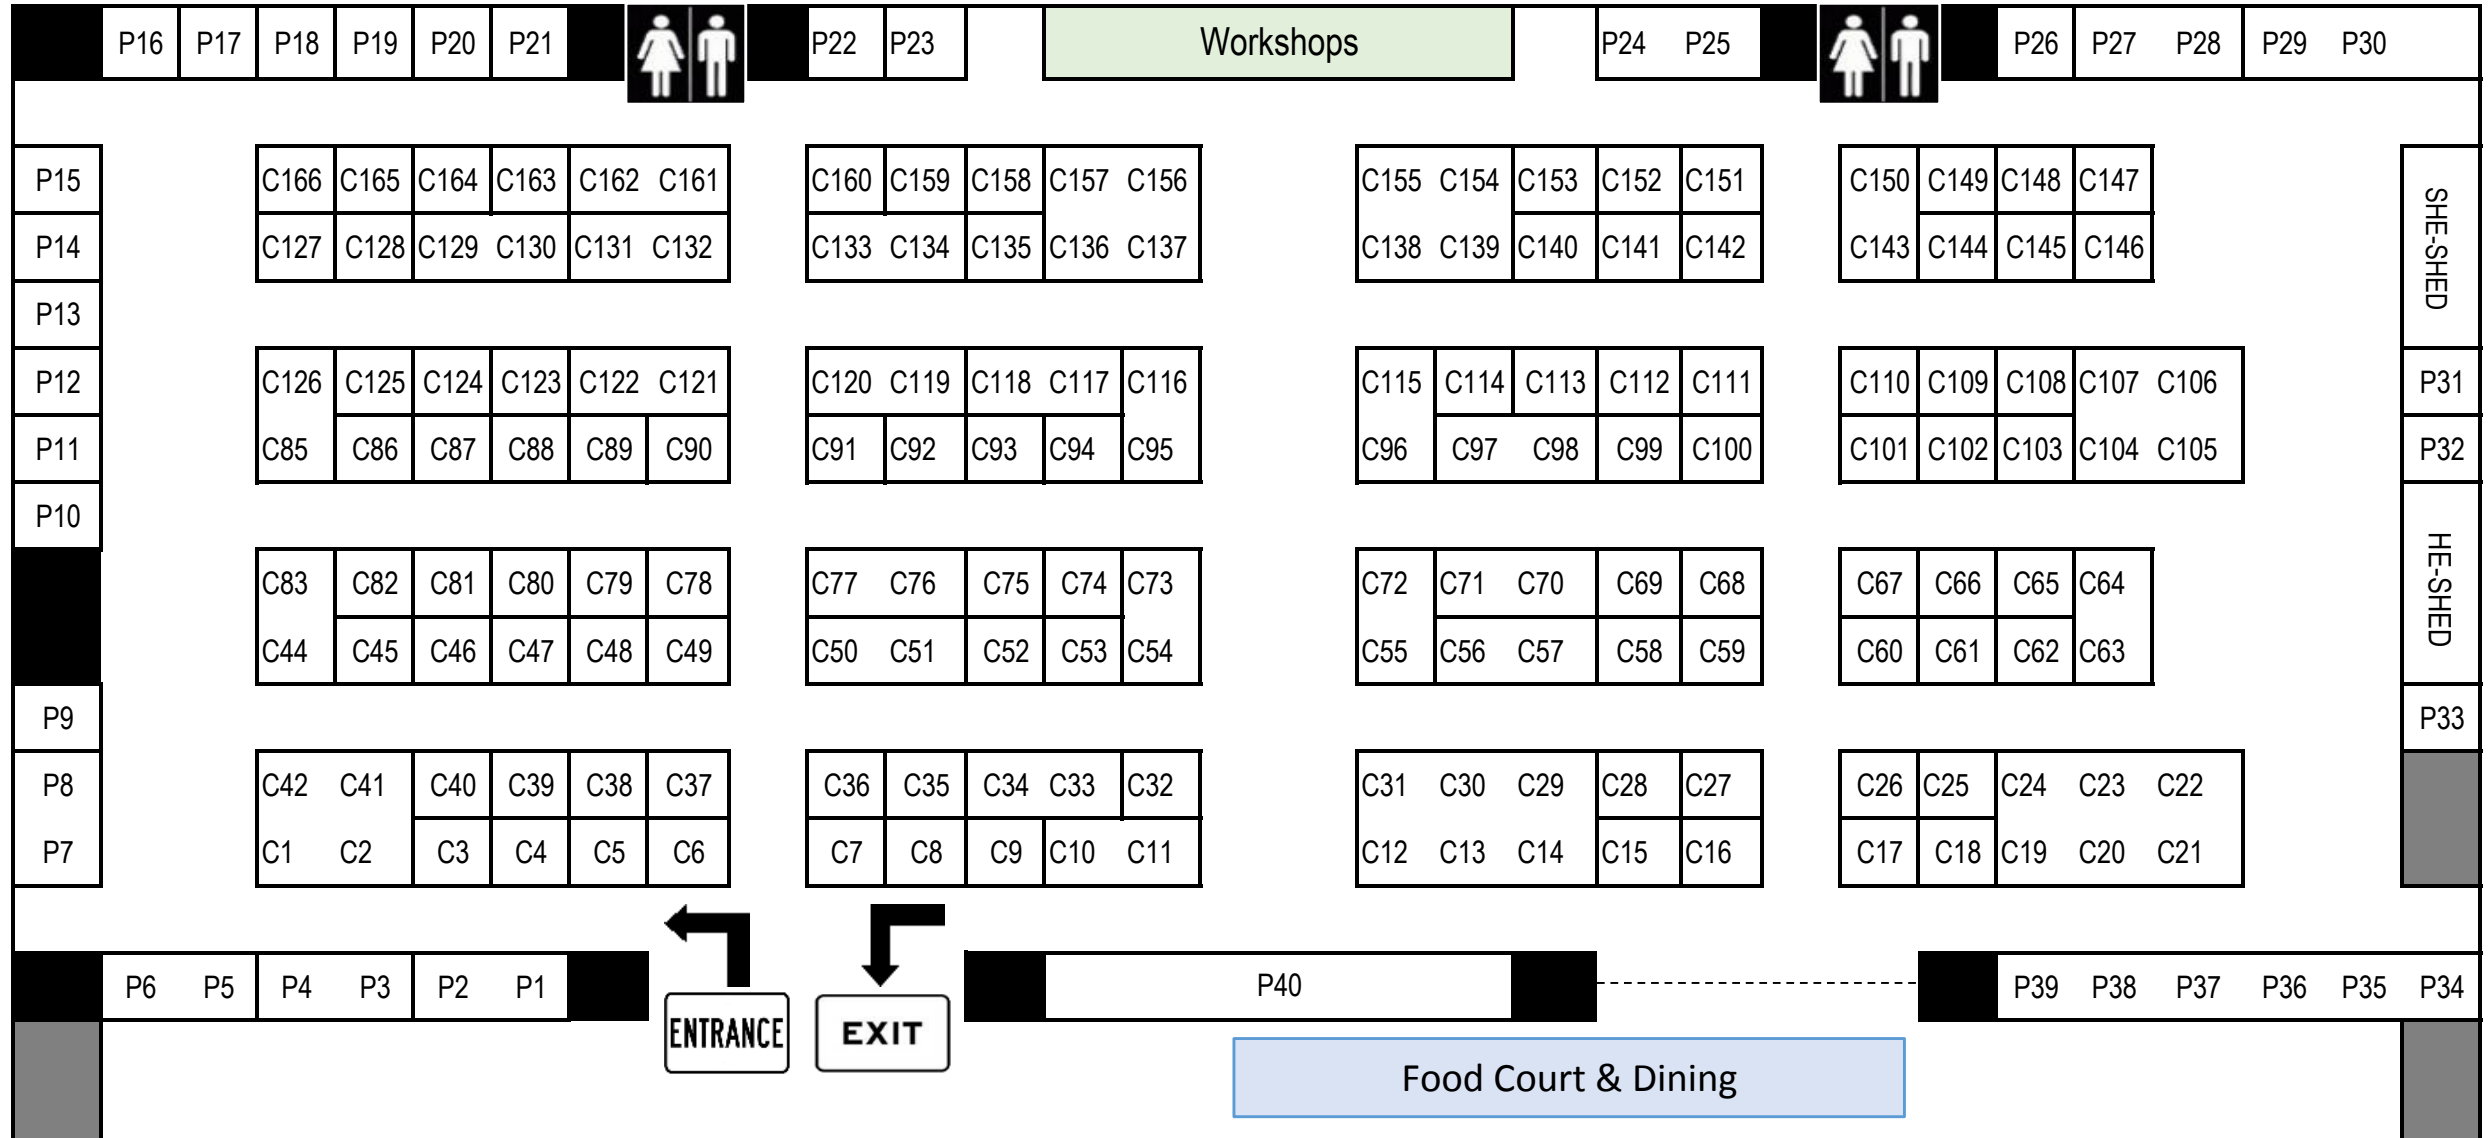 P16 P17 P18 P19 P20 P21 P22 P23 Workshops P24 P25 P26 P27 P28 P29 P30
P15 C166 C165 C164 C163 C162 C161 C160 C159 C158 C157 C156 C155 C154 C153 C152 C151 C150 C149 C148 C147
SHE-SHED
P14 C127 C128 C129 C130 C131 C132 C133 C134 C135 C136 C137 C138 C139 C140 C141 C142 C143 C144 C145 C146
P13
P12 C126 C125 C124 C123 C122 C121 C120 C119 C118 C117 C116 C115 C114 C113 C112 C111 C110 C109 C108 C107 C106 P31
P11 C85 C86 C87 C88 C89 C90 C91 C92 C93 C94 C95 C96 C97 C98 C99 C100 C101 C102 C103 C104 C105 P32
P10
C83 C82 C81 C80 C79 C78 C77 C76 C75 C74 C73 C72 C71 C70 C69 C68 C67 C66 C65 C64
HE-SHED
C44 C45 C46 C47 C48 C49 C50 C51 C52 C53 C54 C55 C56 C57 C58 C59 C60 C61 C62 C63
P9 P33
P8 C42 C41 C40 C39 C38 C37 C36 C35 C34 C33 C32 C31 C30 C29 C28 C27 C26 C25 C24 C23 C22
P7 C1 C2 C3 C4 C5 C6 C7 C8 C9 C10 C11 C12 C13 C14 C15 C16 C17 C18 C19 C20 C21
P6 P5 P4 P3 P2 P1 P40 P39 P38 P37 P36 P35 P34
ENTRANCE EXIT
Food Court & Dining